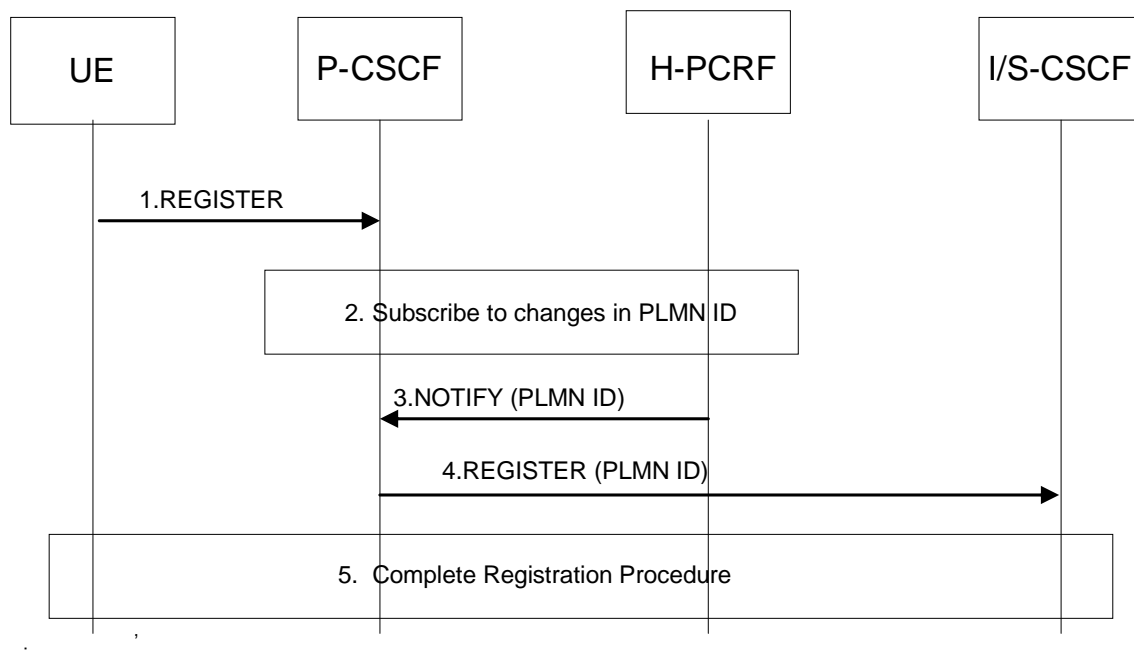 UE
P-CSCF
H-PCRF
I/S-CSCF
1.REGISTER
2. Subscribe to changes in PLMN ID
3.NOTIFY (PLMN ID)
4.REGISTER (PLMN ID)
5. Complete Registration Procedure
,
.